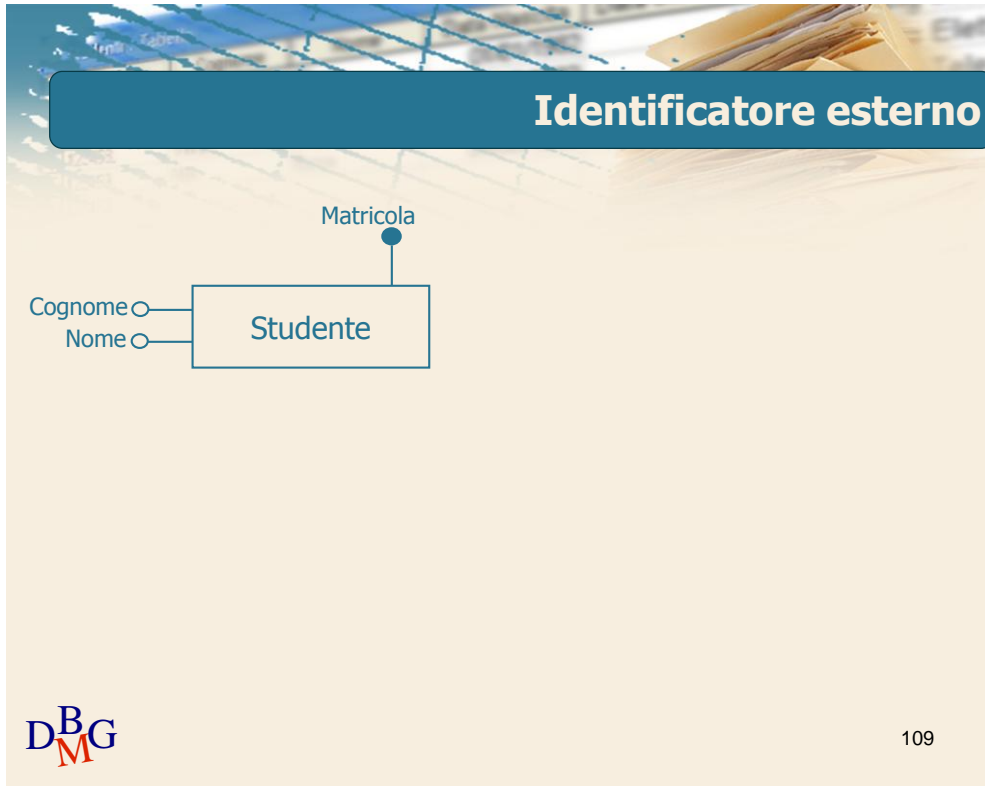 Identificatore esterno
Matricola
Cognome
Nome
Studente
DBMG
109